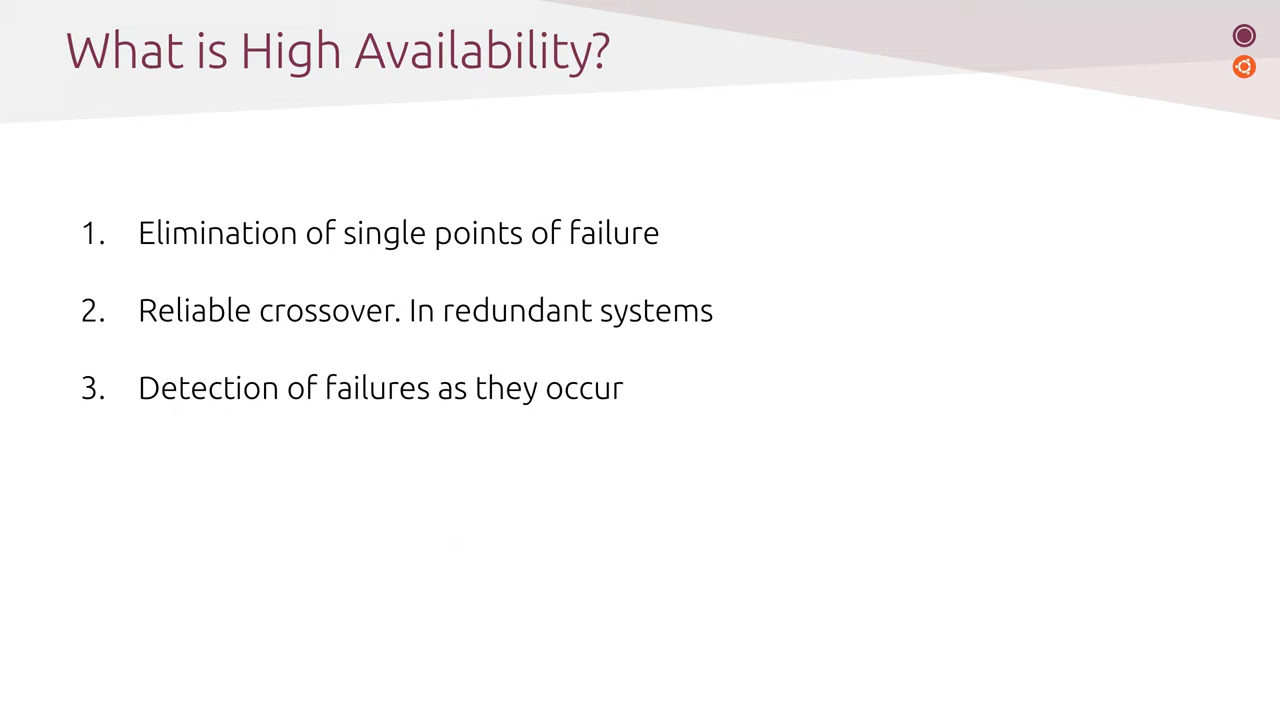 What is High Availability?
1. Elimination of single points of failure
2. Reliable crossover. In redundant systems
3. Detection of failures as they occur